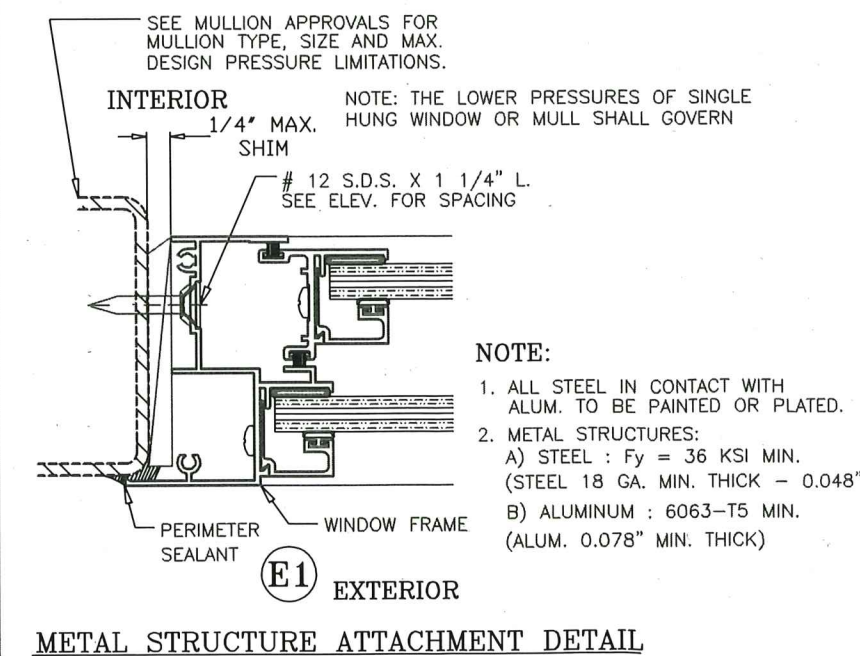 SEE MULLION APPROVALS FOR
MULLION TYPE, SIZE AND MAX.
DESIGN PRESSURE LIMITATIONS.
INTERIOR
NOTE: THE LOWER PRESSURES OF SINGLE
HUNG WINDOW OR MULL SHALL GOVERN
1/4" MAX.
SHIM
# 12 S.D.S. X 1 1/4" L.
SEE ELEV. FOR SPACING
NOTE:
1. ALL STEEL IN CONTACT WITH
ALUM. TO BE PAINTED OR PLATED.
2. METAL STRUCTURES:
A) STEEL : Fy = 36 KSI MIN.
(STEEL 18 GA. MIN. THICK - 0.048"
B) ALUMINUM : 6063-T5 MIN.
(ALUM. 0.078" MIN. THICK)
PERIMETER
SEALANT
WINDOW FRAME
E1
EXTERIOR
METAL STRUCTURE ATTACHMENT DETAIL